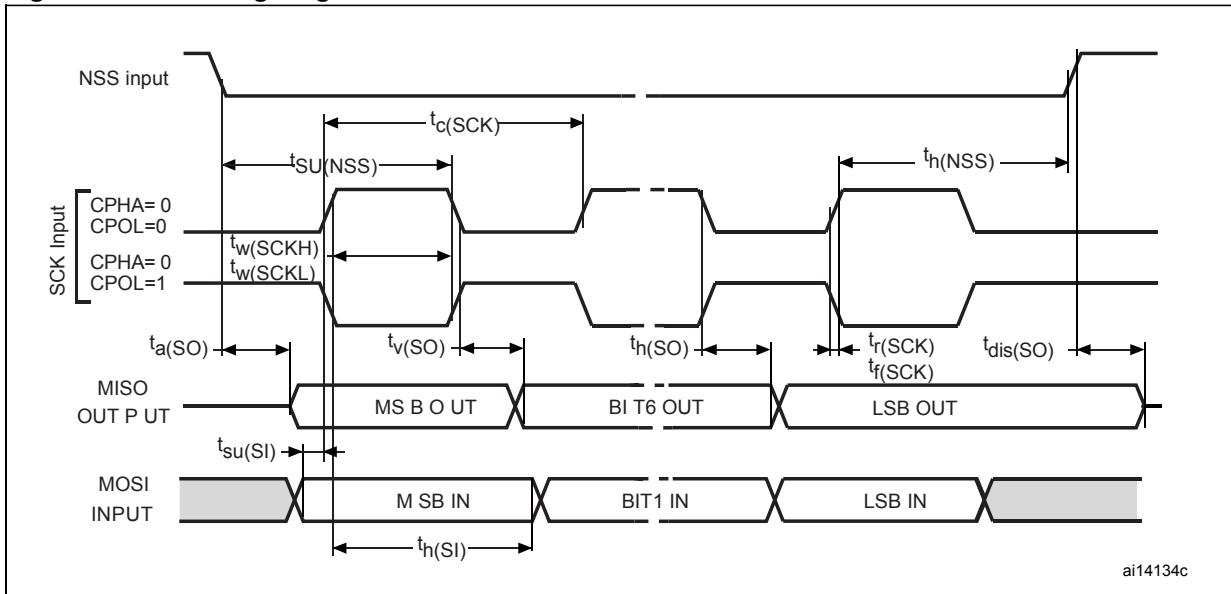 NSS input
tc(SCK)
tSU(NSS)
th(NSS)
SCK Input
CPHA= 0
CPOL=0
tw(SCKH)
CPHA= 0
tw(SCKL)
CPOL=1
ta(SO)
tv(SO)
th(SO)
tr(SCK)
tf(SCK)
tdis(SO)
MISO
OUT P UT
MS B O UT
BI T6 OUT
LSB OUT
tsu(SI)
MOSI
INPUT
M SB IN
BIT1 IN
LSB IN
th(SI)
ai14134c